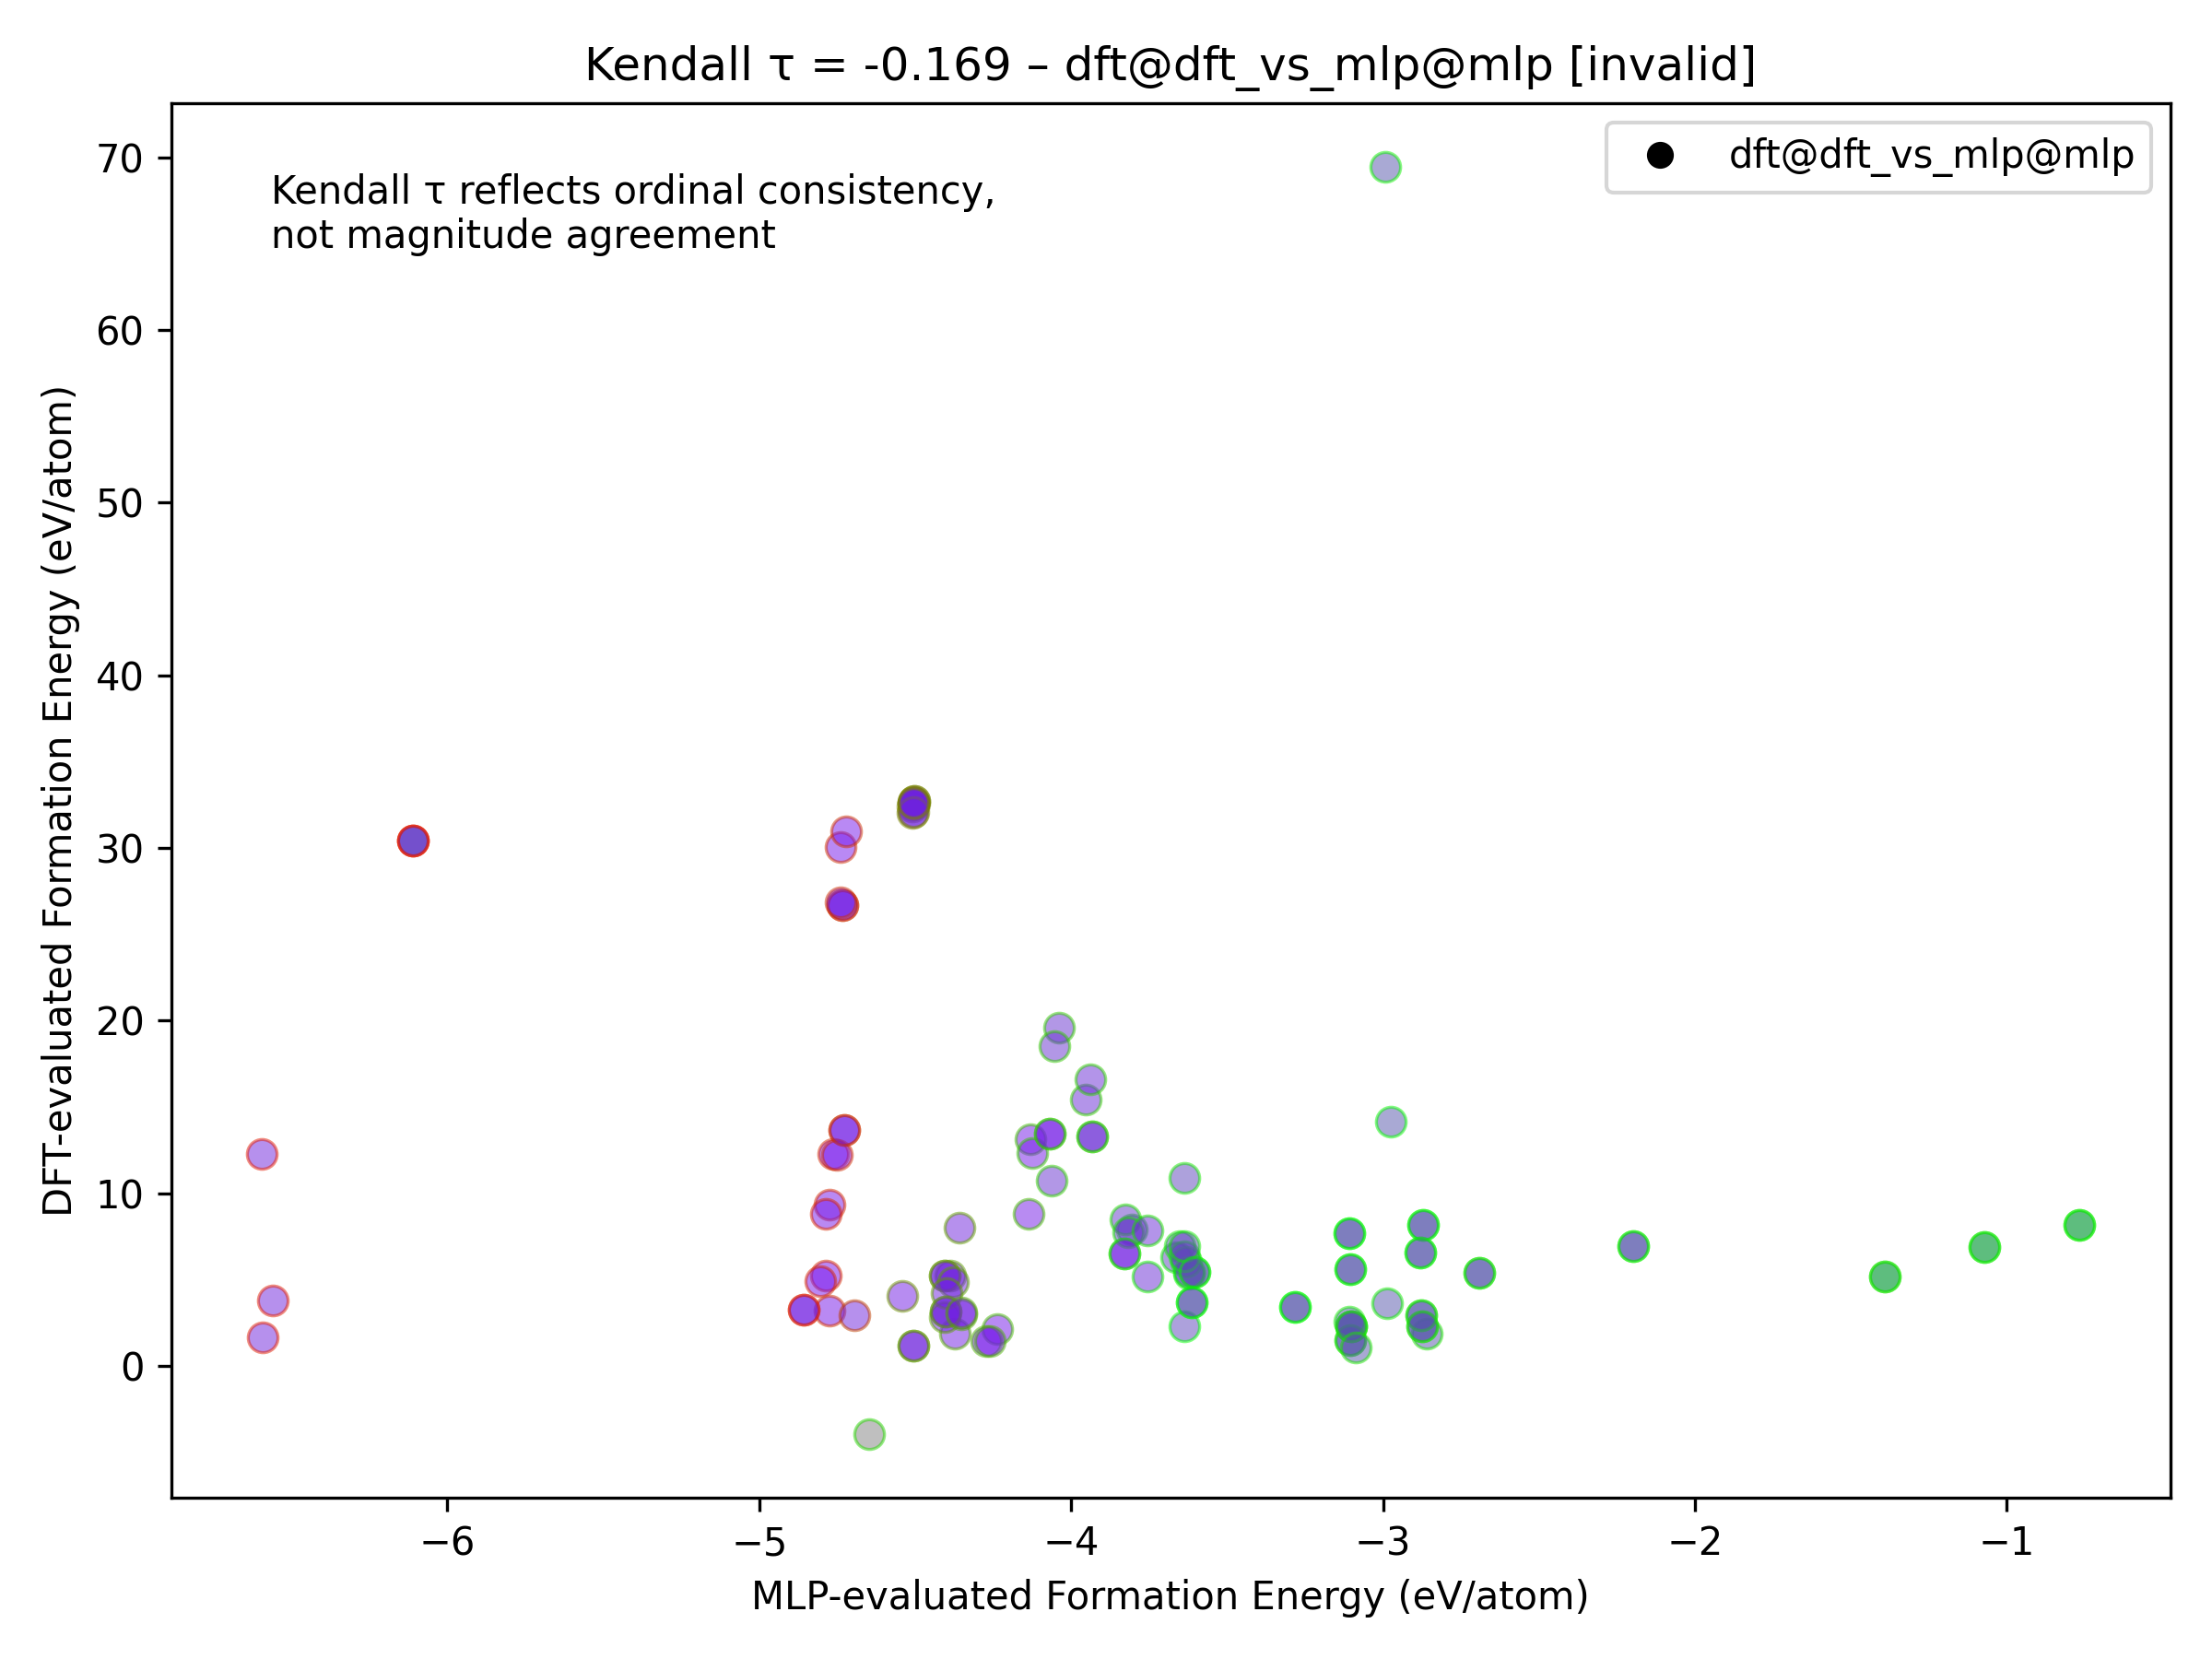 Kendall τ = -0.169 – dft@dft_vs_mlp@mlp [invalid]
Kendall τ reflects ordinal consistency,
not magnitude agreement
dft@dft_vs_mlp@mlp
DFT-evaluated Formation Energy (eV/atom)
70
60
50
40
30
20
10
0
−6
−5
−4
−3
−2
−1
MLP-evaluated Formation Energy (eV/atom)